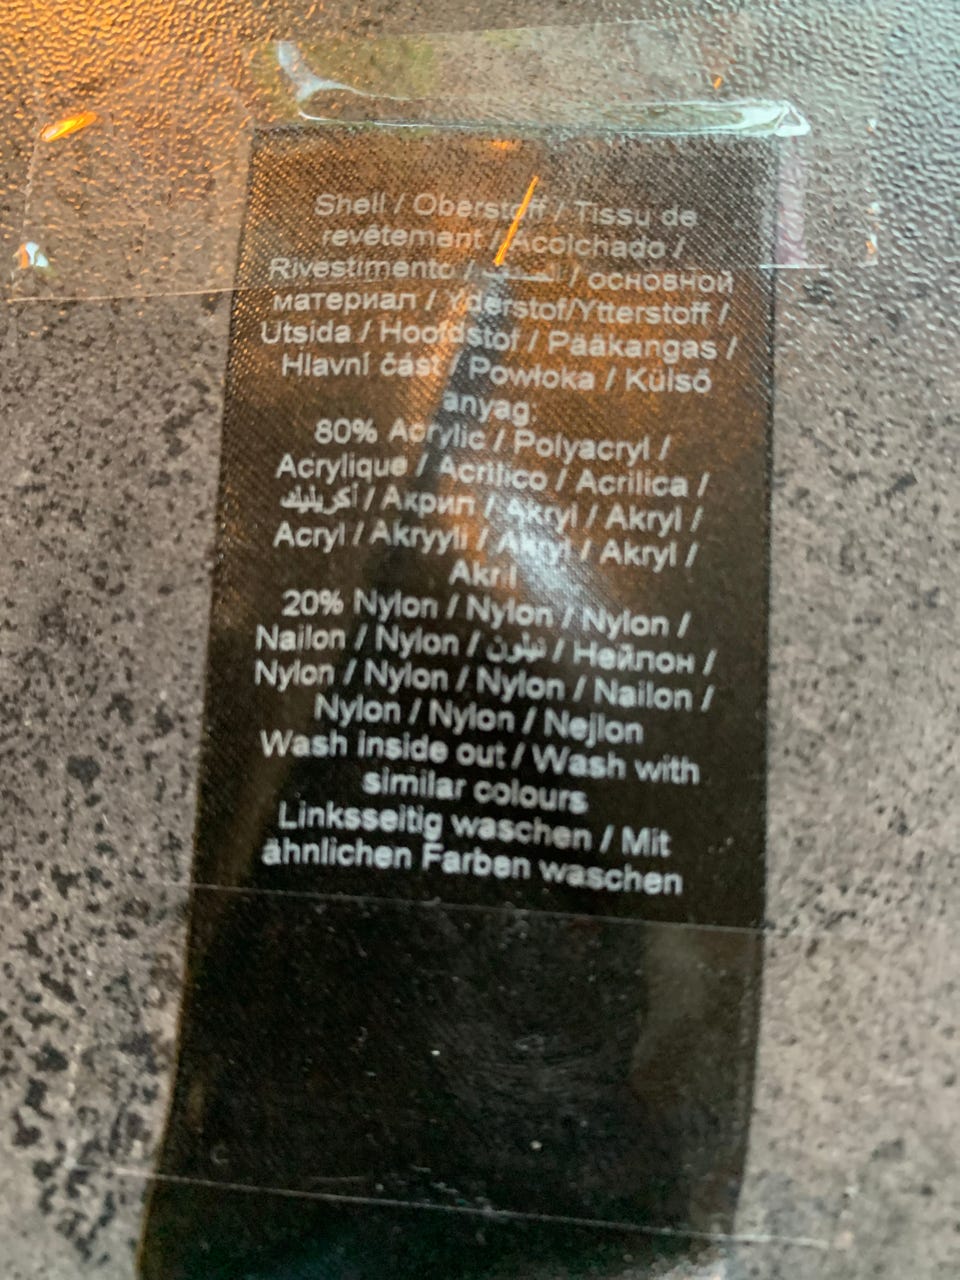 Shell / Oberstoff / Tissu de
revêtement / Acolchado /
Rivestimento / / основной
материал / Yderstof/Ytterstoff /
Utsida / Hoofdstof / Pääkangas /
Hlavní část / Powłoka / Külső
anyag:
80% Acrylic / Polyacryl /
Acrylique / Acrílico / Acrilica /
أكريليك / Акрил / Akryl / Akryl /
Acryl / Akryyli / Akryl / Akryl /
Akril
20% Nylon / Nylon / Nylon /
Nailon / Nylon / نيلون / Нейлон /
Nylon / Nylon / Nylon / Nailon /
Nylon / Nylon / Nejlon
Wash inside out / Wash with
similar colours
Linksseitig waschen / Mit
ähnlichen Farben waschen